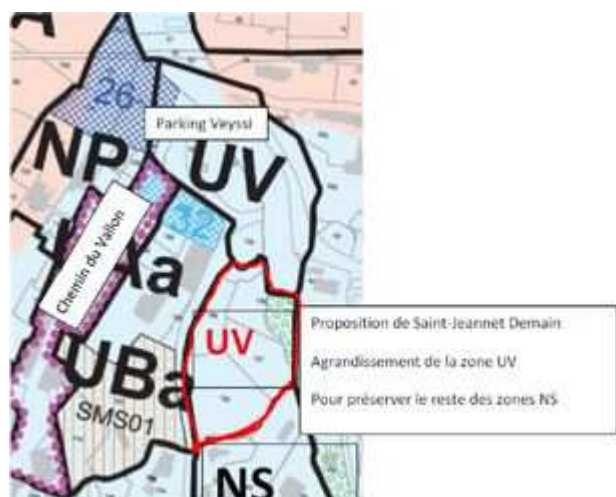 26
Parking Veyssi
NP
UV
32
Chemin du Vallon
Aa
UV
UBa
SMS01
NS
Proposition de Saint-Jeannet Demain
Agrandissement de la zone UV
Pour préserver le reste des zones NS